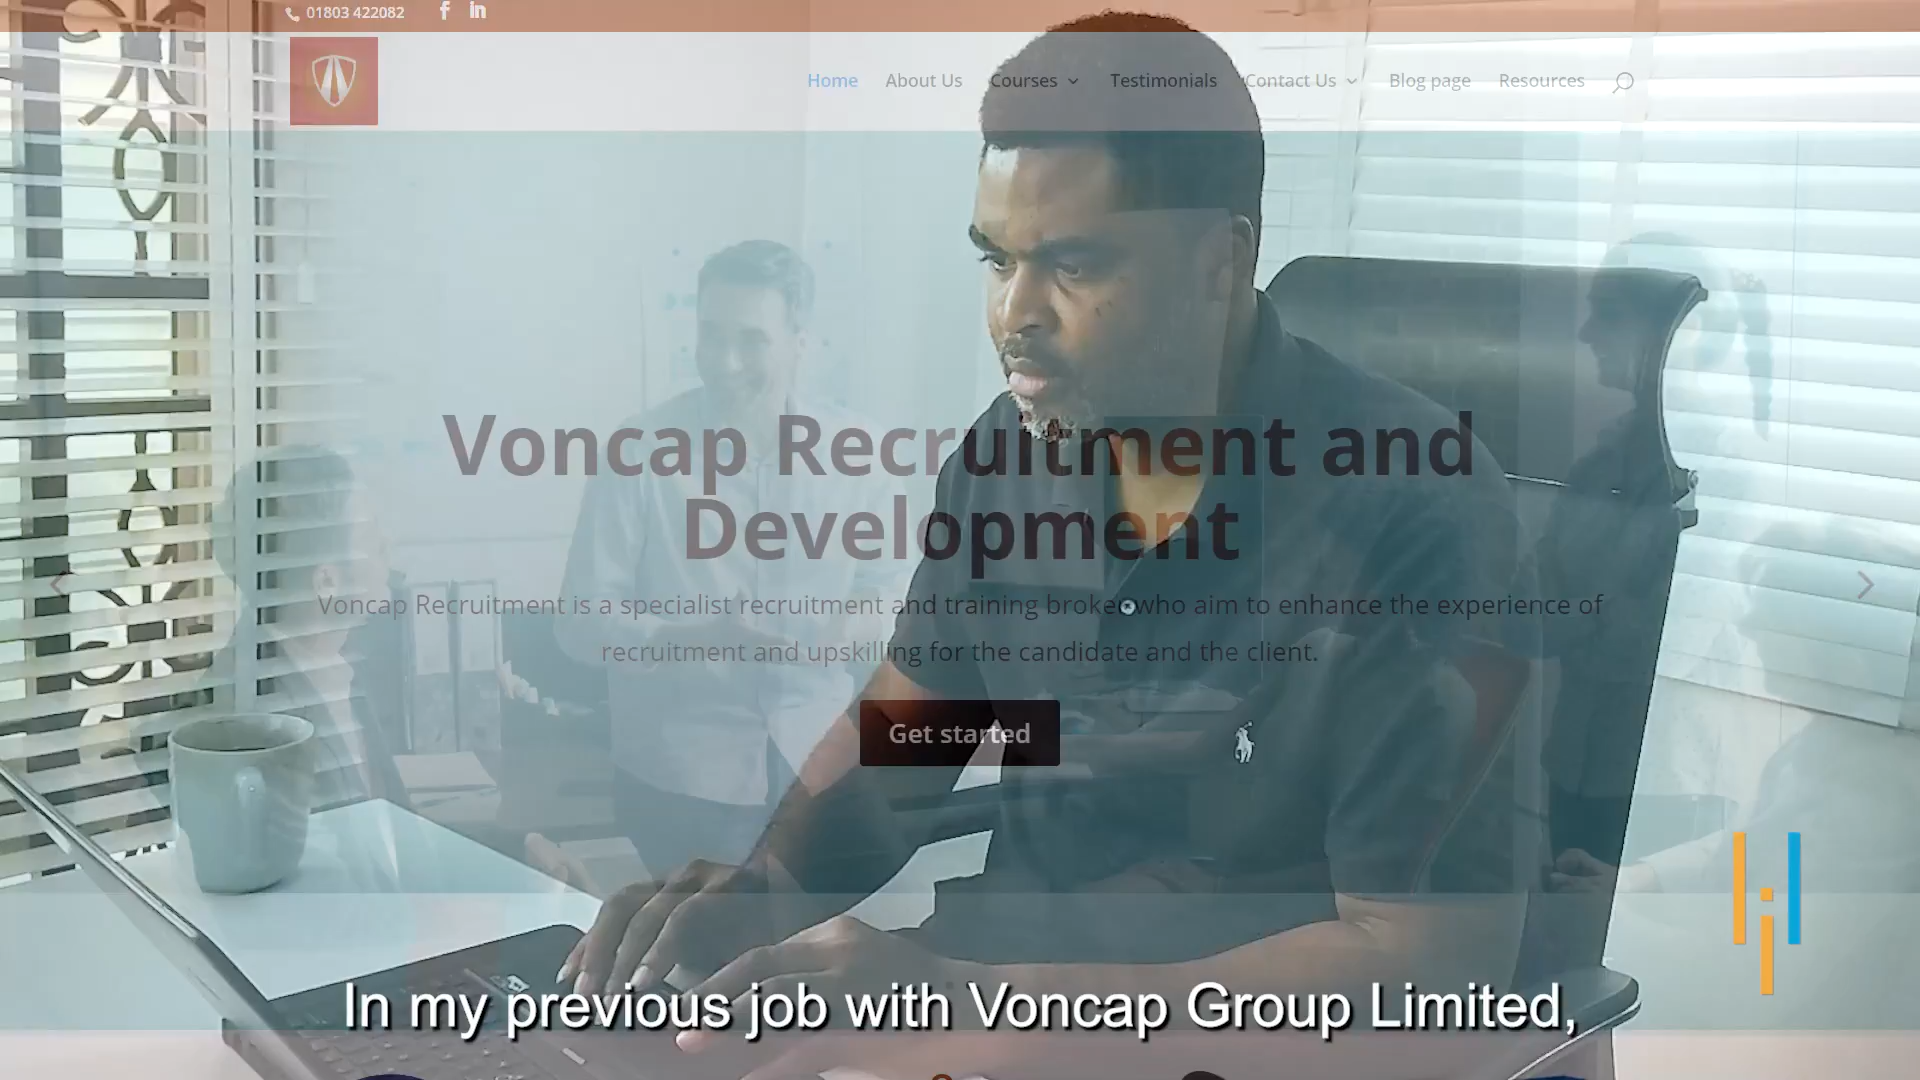 01803 422082
Home About Us Courses Testimonials Contact Us Blog page Resources
Voncap Recruitment and
Development
Voncap Recruitment is a specialist recruitment and training broker who aim to enhance the experience of
recruitment and upskilling for the candidate and the client.
Get started
In my previous job with Voncap Group Limited,